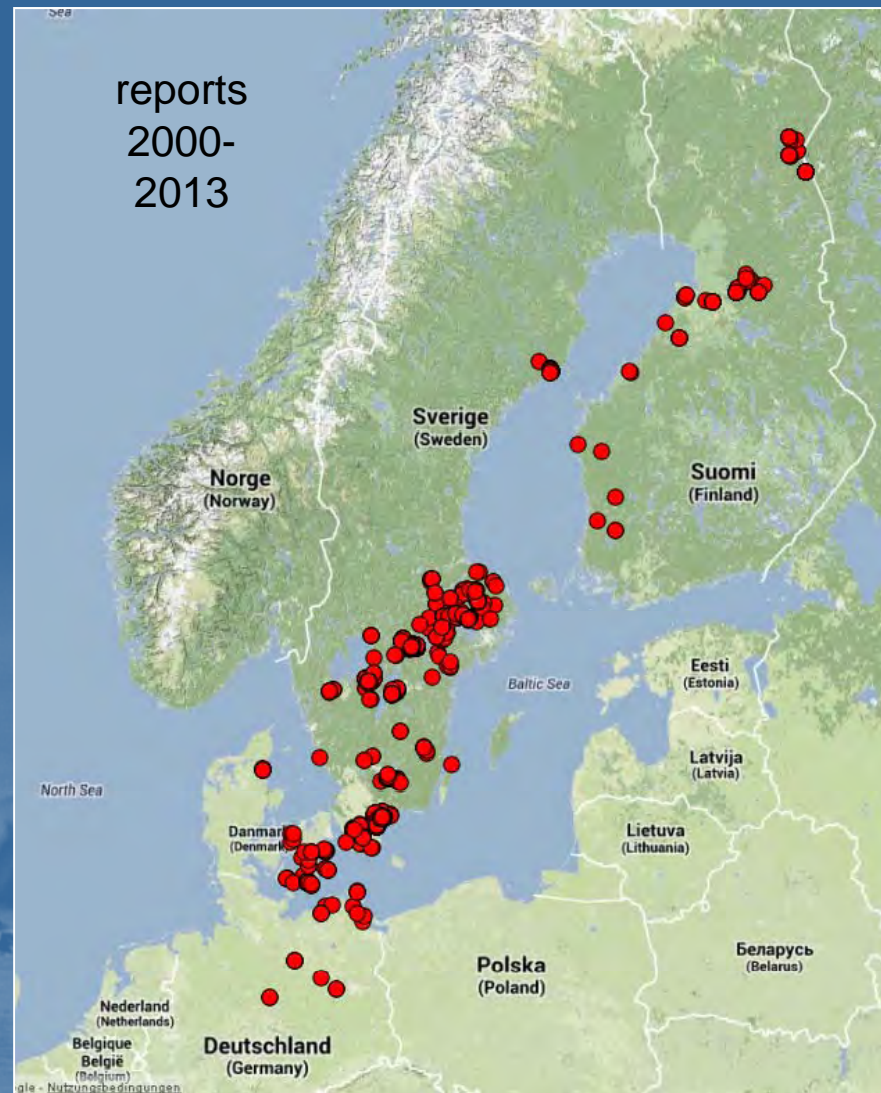 Sea
reports
2000-
2013
Sverige
(Sweden)
Norge
(Norway)
Suomi
(Finland)
Eesti
(Estonia)
Baltic Sea
Latvija
(Latvia)
North Sea
Danmark
(Denmark)
Lietuva
(Lithuania)
Беларусь
(Belarus)
Polska
(Poland)
Nederland
(Netherlands)
Deutschland
(Germany)
Belgique
België
(Belgium)
gle - Nutzungsbedingungen